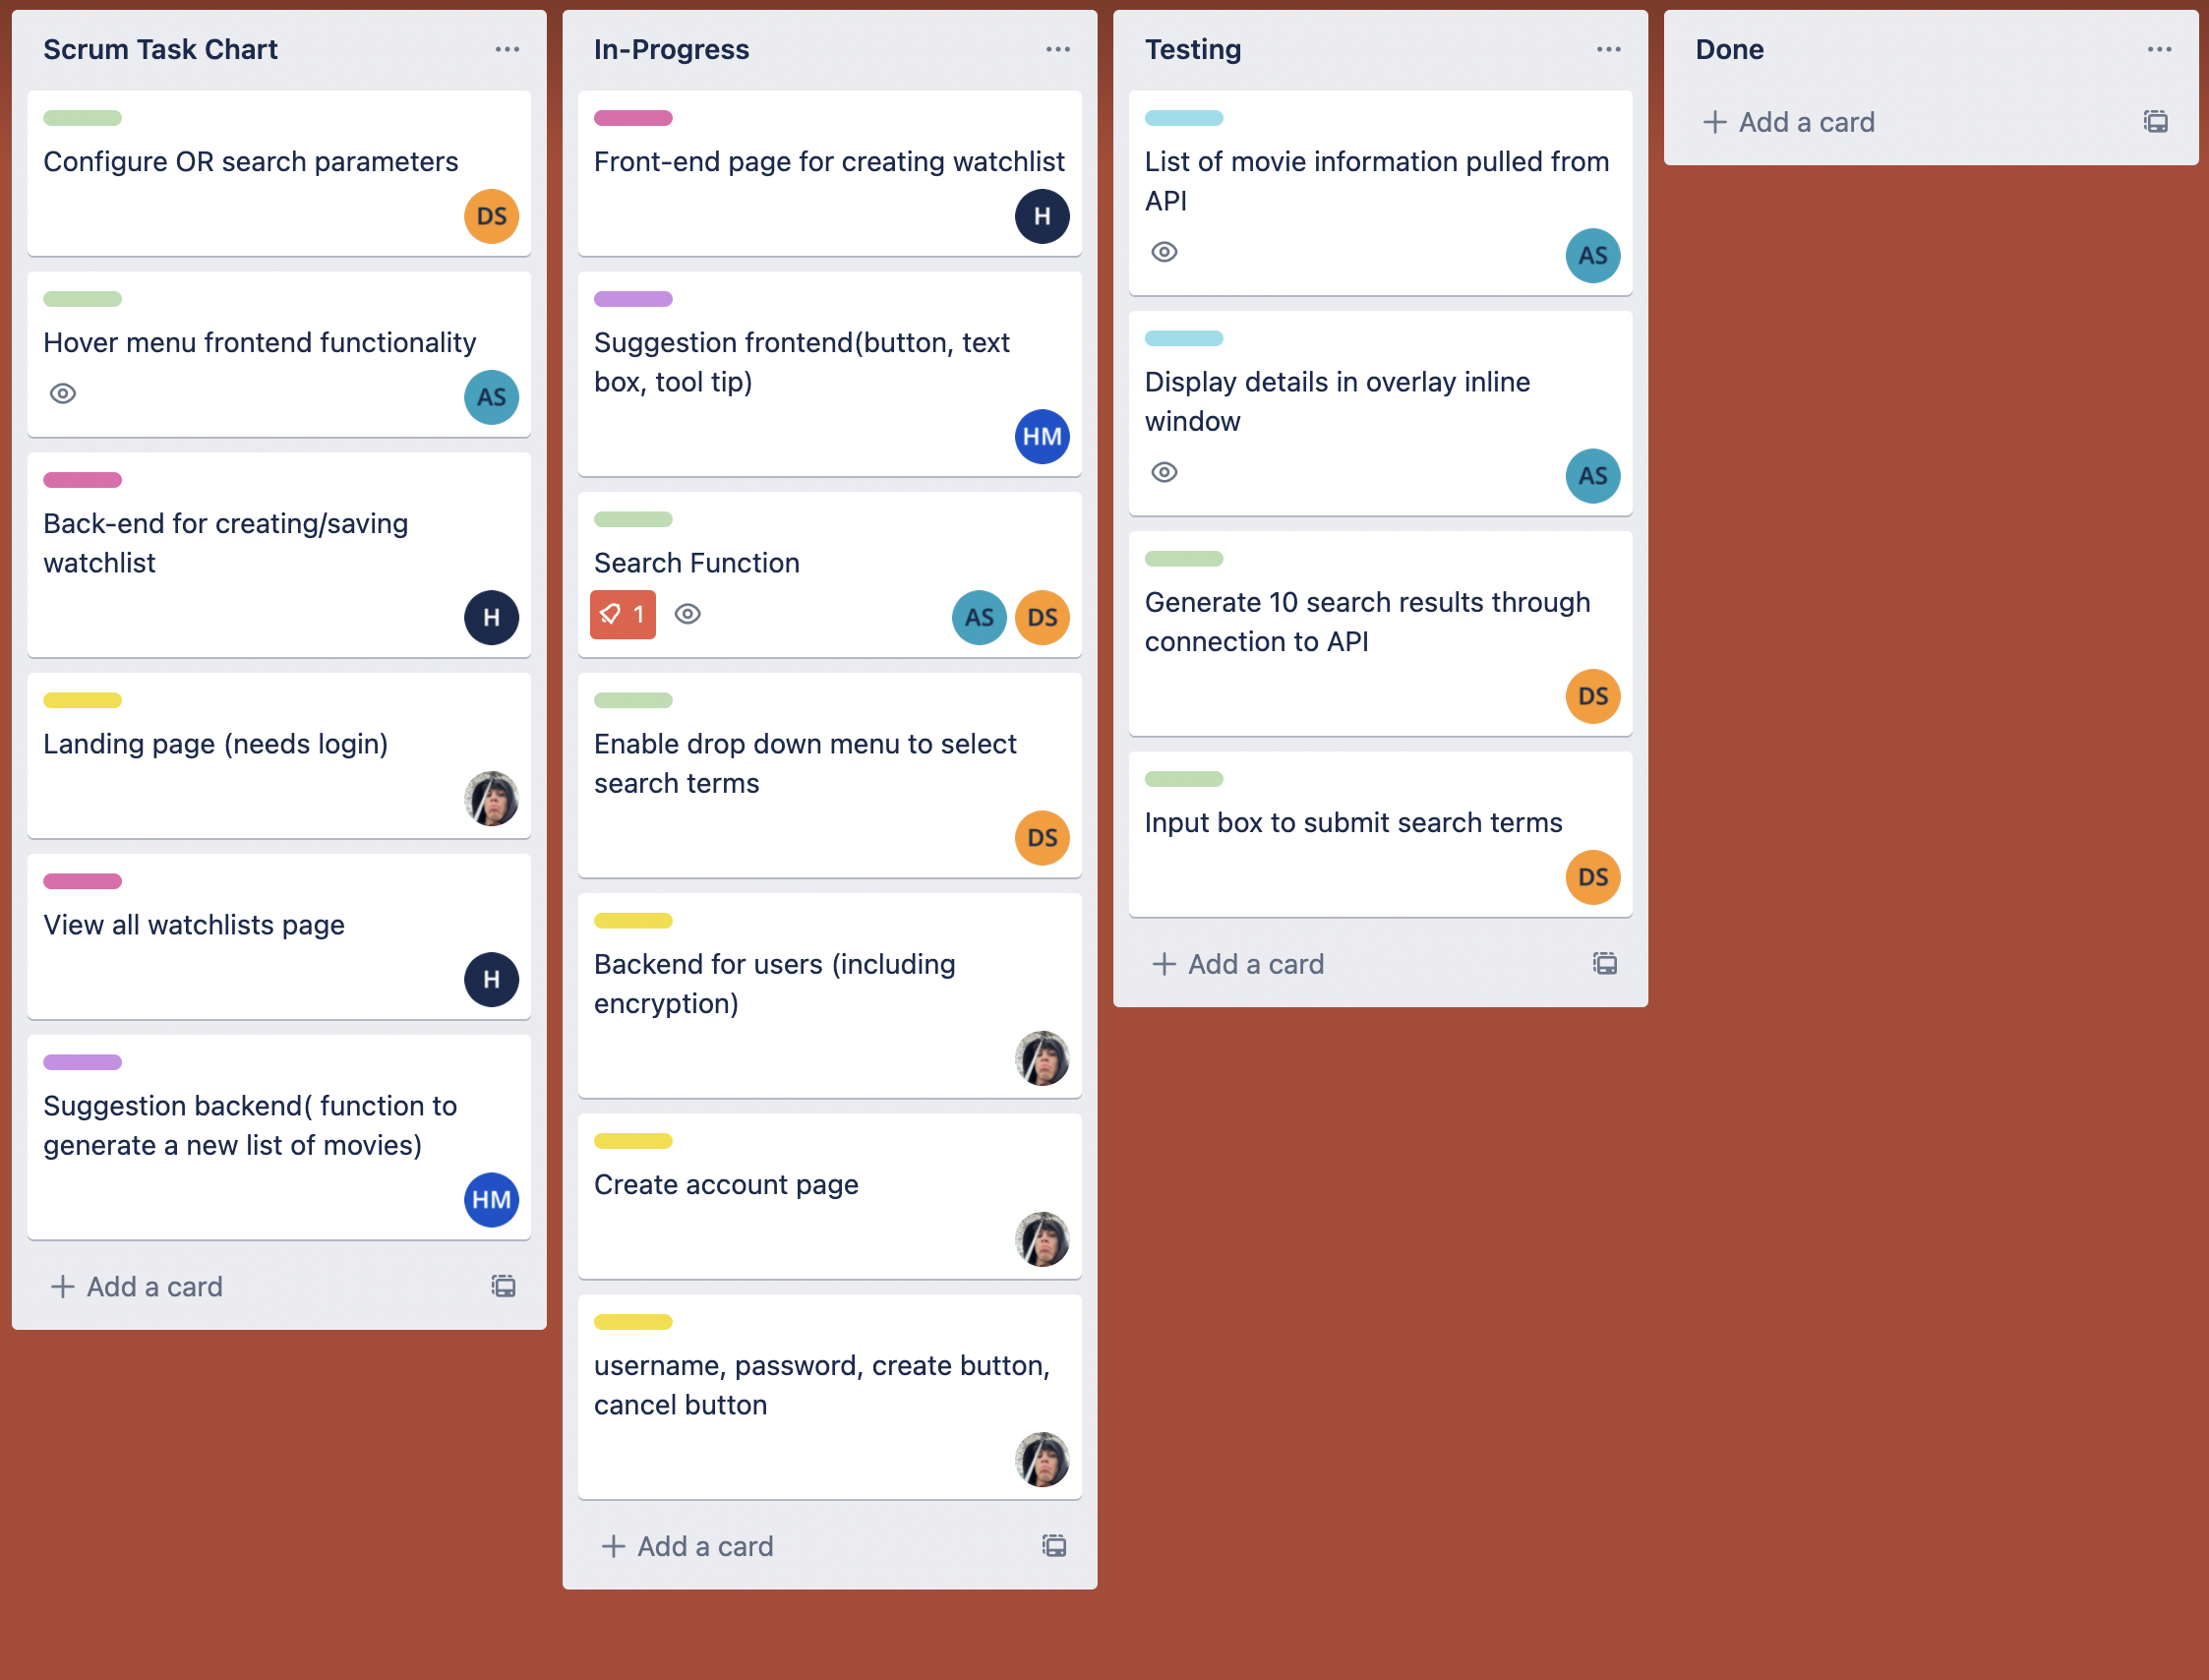 Scrum Task Chart
Configure OR search parameters
DS
Hover menu frontend functionality
AS
Back-end for creating/saving
watchlist
H
Landing page (needs login)
View all watchlists page
H
Suggestion backend( function to
generate a new list of movies)
HM
Add a card
In-Progress
Front-end page for creating watchlist
H
Suggestion frontend(button, text
box, tool tip)
HM
Search Function
1
AS DS
Enable drop down menu to select
search terms
DS
Backend for users (including
encryption)
Create account page
username, password, create button,
cancel button
Add a card
Testing
List of movie information pulled from
API
AS
Display details in overlay inline
window
AS
Generate 10 search results through
connection to API
DS
Input box to submit search terms
DS
Add a card
Done
Add a card